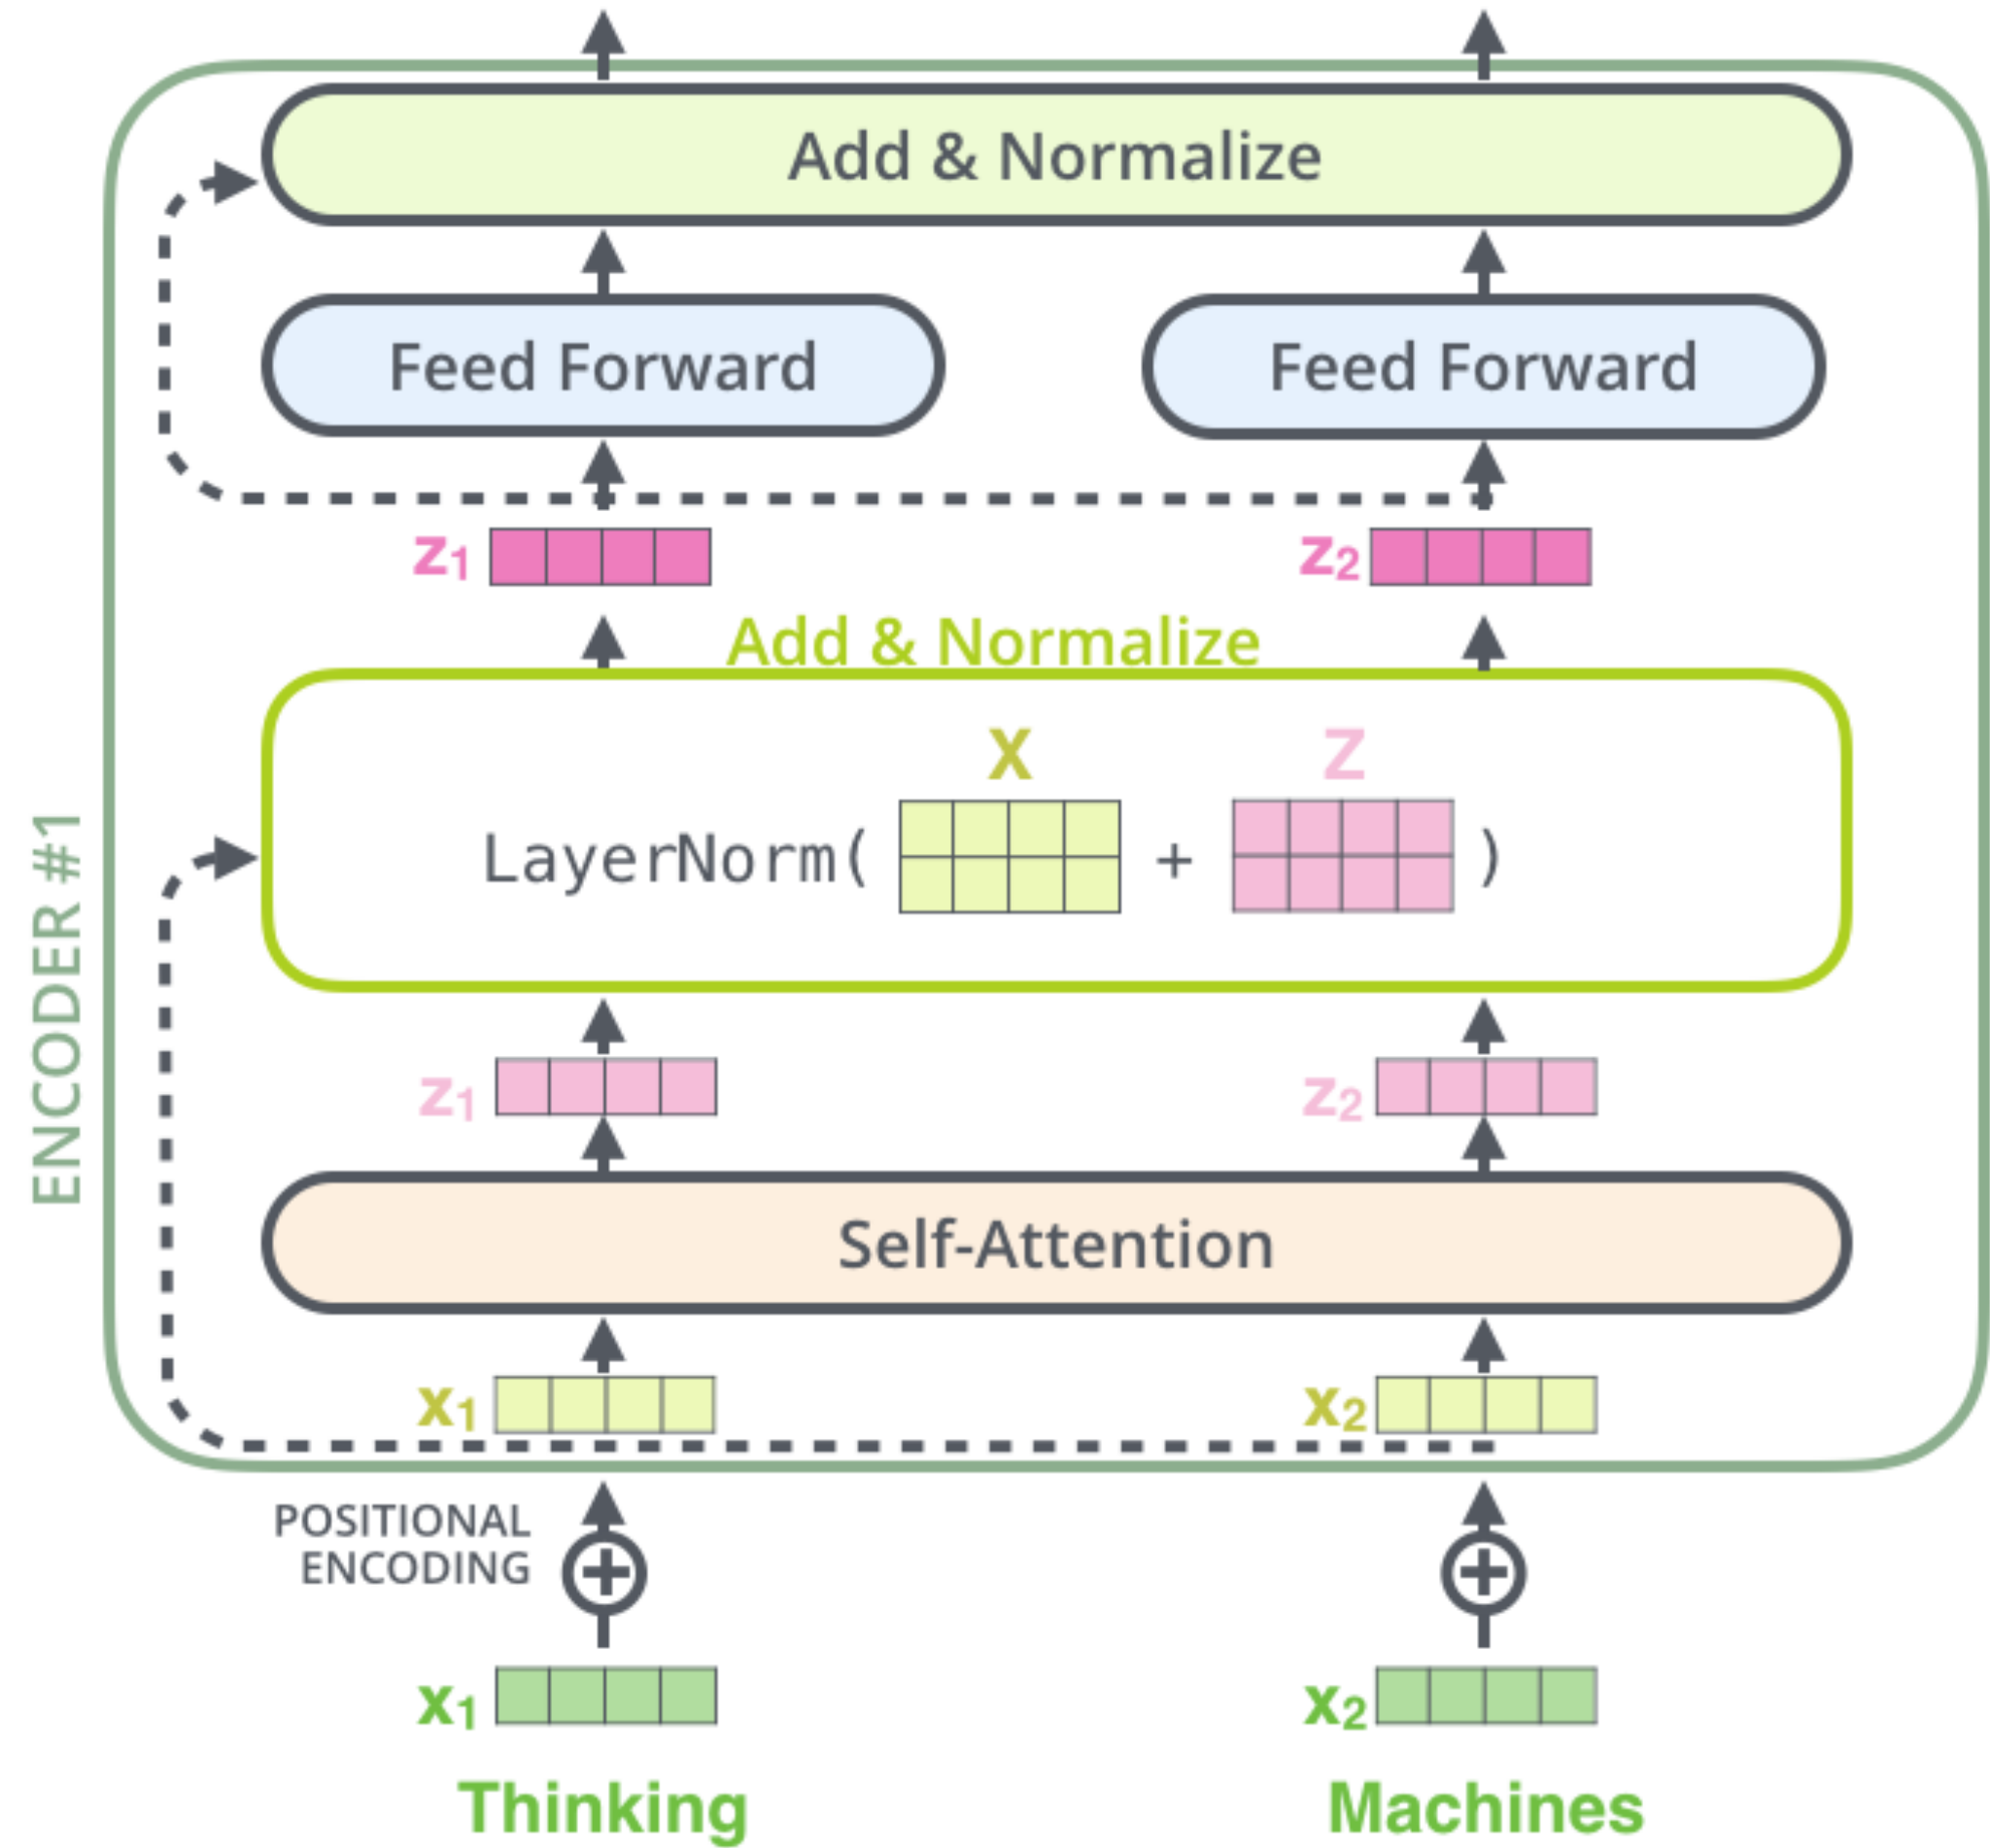 Add & Normalize
Feed Forward Feed Forward
z1 z2
Add & Normalize
X Z
LayerNorm( + )
ENCODER #1
z1 z2
Self-Attention
x1 x2
POSITIONAL
ENCODING
x1 x2
Thinking Machines